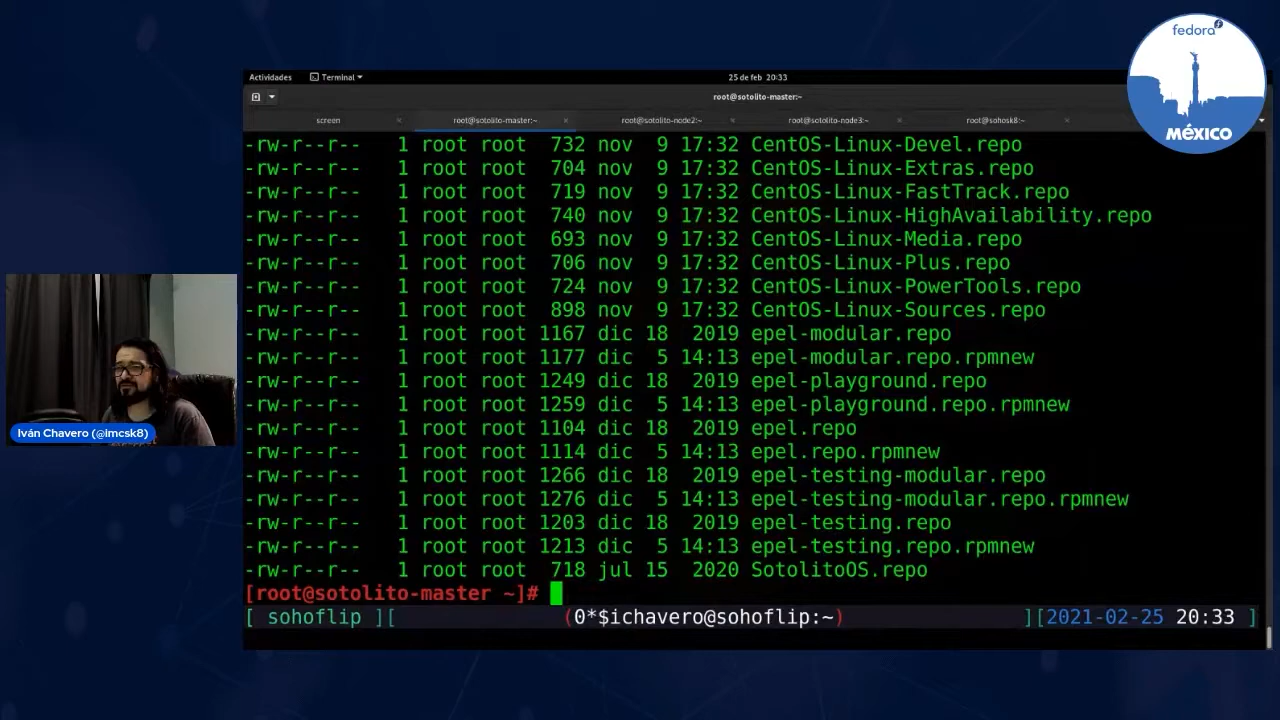 fedora
MÉXICO
Actividades Terminal 25 de feb 20:33
root@sotolito-master:~
screen × root@sotolito-master:~ × root@sotolito-node2:~ × root@sotolito-node3:~ × root@sohosk8:~ ×
-rw-r--r-- 1 root root 732 nov 9 17:32 CentOS-Linux-Devel.repo
-rw-r--r-- 1 root root 704 nov 9 17:32 CentOS-Linux-Extras.repo
-rw-r--r-- 1 root root 719 nov 9 17:32 CentOS-Linux-FastTrack.repo
-rw-r--r-- 1 root root 740 nov 9 17:32 CentOS-Linux-HighAvailability.repo
-rw-r--r-- 1 root root 693 nov 9 17:32 CentOS-Linux-Media.repo
-rw-r--r-- 1 root root 706 nov 9 17:32 CentOS-Linux-Plus.repo
-rw-r--r-- 1 root root 724 nov 9 17:32 CentOS-Linux-PowerTools.repo
-rw-r--r-- 1 root root 898 nov 9 17:32 CentOS-Linux-Sources.repo
-rw-r--r-- 1 root root 1167 dic 18 2019 epel-modular.repo
-rw-r--r-- 1 root root 1177 dic 5 14:13 epel-modular.repo.rpmnew
-rw-r--r-- 1 root root 1249 dic 18 2019 epel-playground.repo
-rw-r--r-- 1 root root 1259 dic 5 14:13 epel-playground.repo.rpmnew
-rw-r--r-- 1 root root 1104 dic 18 2019 epel.repo
-rw-r--r-- 1 root root 1114 dic 5 14:13 epel.repo.rpmnew
-rw-r--r-- 1 root root 1266 dic 18 2019 epel-testing-modular.repo
-rw-r--r-- 1 root root 1276 dic 5 14:13 epel-testing-modular.repo.rpmnew
-rw-r--r-- 1 root root 1203 dic 18 2019 epel-testing.repo
-rw-r--r-- 1 root root 1213 dic 5 14:13 epel-testing.repo.rpmnew
-rw-r--r-- 1 root root 718 jul 15 2020 SotolitoOS.repo
[root@sotolito-master ~]#
[ sohoflip ][ (0*$ichavero@sohoflip:~) ][2021-02-25 20:33 ]
Iván Chavero (@imcsk8)